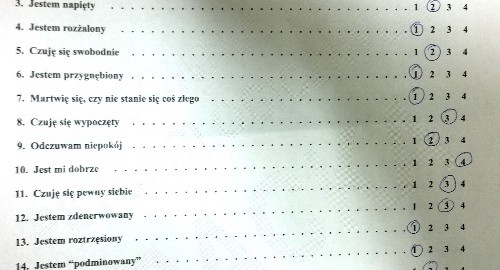 3. Jestem napięty . . . . . . . . . . 1 2 3 4
4. Jestem rozżalony . . . . . . . . . . 1 2 3 4
5. Czuję się swobodnie . . . . . . . . . . 1 2 3 4
6. Jestem przygnębiony . . . . . . . . . . 1 2 3 4
7. Martwię się, czy nie stanie się coś złego . . . . . . . . . . 1 2 3 4
8. Czuję się wypoczęty . . . . . . . . . . 1 2 3 4
9. Odczuwam niepokój . . . . . . . . . . 1 2 3 4
10. Jest mi dobrze . . . . . . . . . . 1 2 3 4
11. Czuję się pewny siebie . . . . . . . . . . 1 2 3 4
12. Jestem zdenerwowany . . . . . . . . . . 1 2 3 4
13. Jestem roztrzęsiony . . . . . . . . . . 1 2 3 4
14. Jestem "podminowany" . . . . . . . . . . 1 2 3 4